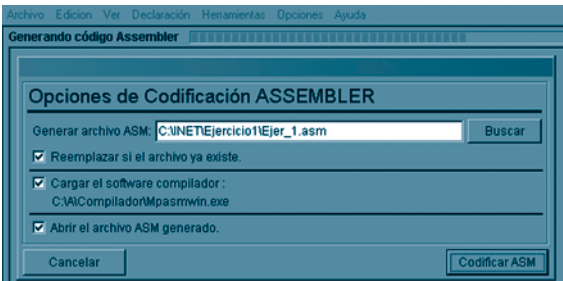 Archivo Edicion Ver Declaración Herramientas Opciones Ayuda
Generando código Assembler
Opciones de Codificación ASSEMBLER
Generar archivo ASM: C:\INET\Ejercicio1\Ejer_1.asm Buscar
Reemplazar si el archivo ya existe.
Cargar el software compilador :
C:\A\Compilador\Mpasmwin.exe
Abrir el archivo ASM generado.
Cancelar Codificar ASM